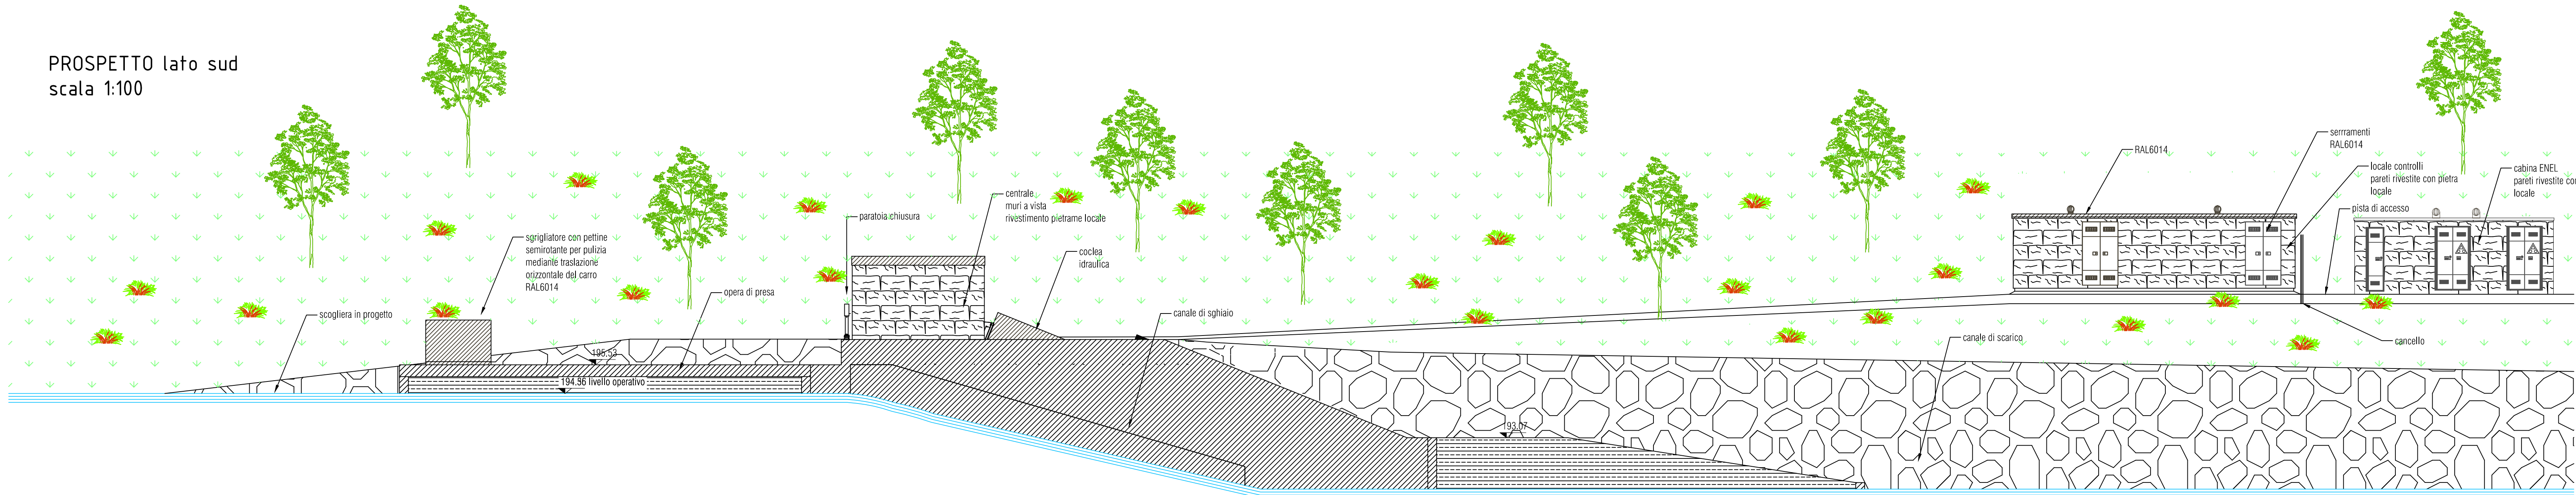 PROSPETTO lato sud
scala 1:100
scogliera in progetto
sgrigliatore con pettine
semirotante per pulizia
mediante traslazione
orizzontale del carro
RAL6014
195.53
194.56 livello operativo
opera di presa
paratoia chiusura
centrale
muri a vista
rivestimento pietrame locale
coclea
idraulica
canale di sghiaio
193.07
canale di scarico
RAL6014
serrramenti
RAL6014
locale controlli
pareti rivestite con pietra
locale
pista di accesso
cancello
cabina ENEL
pareti rivestite co
locale